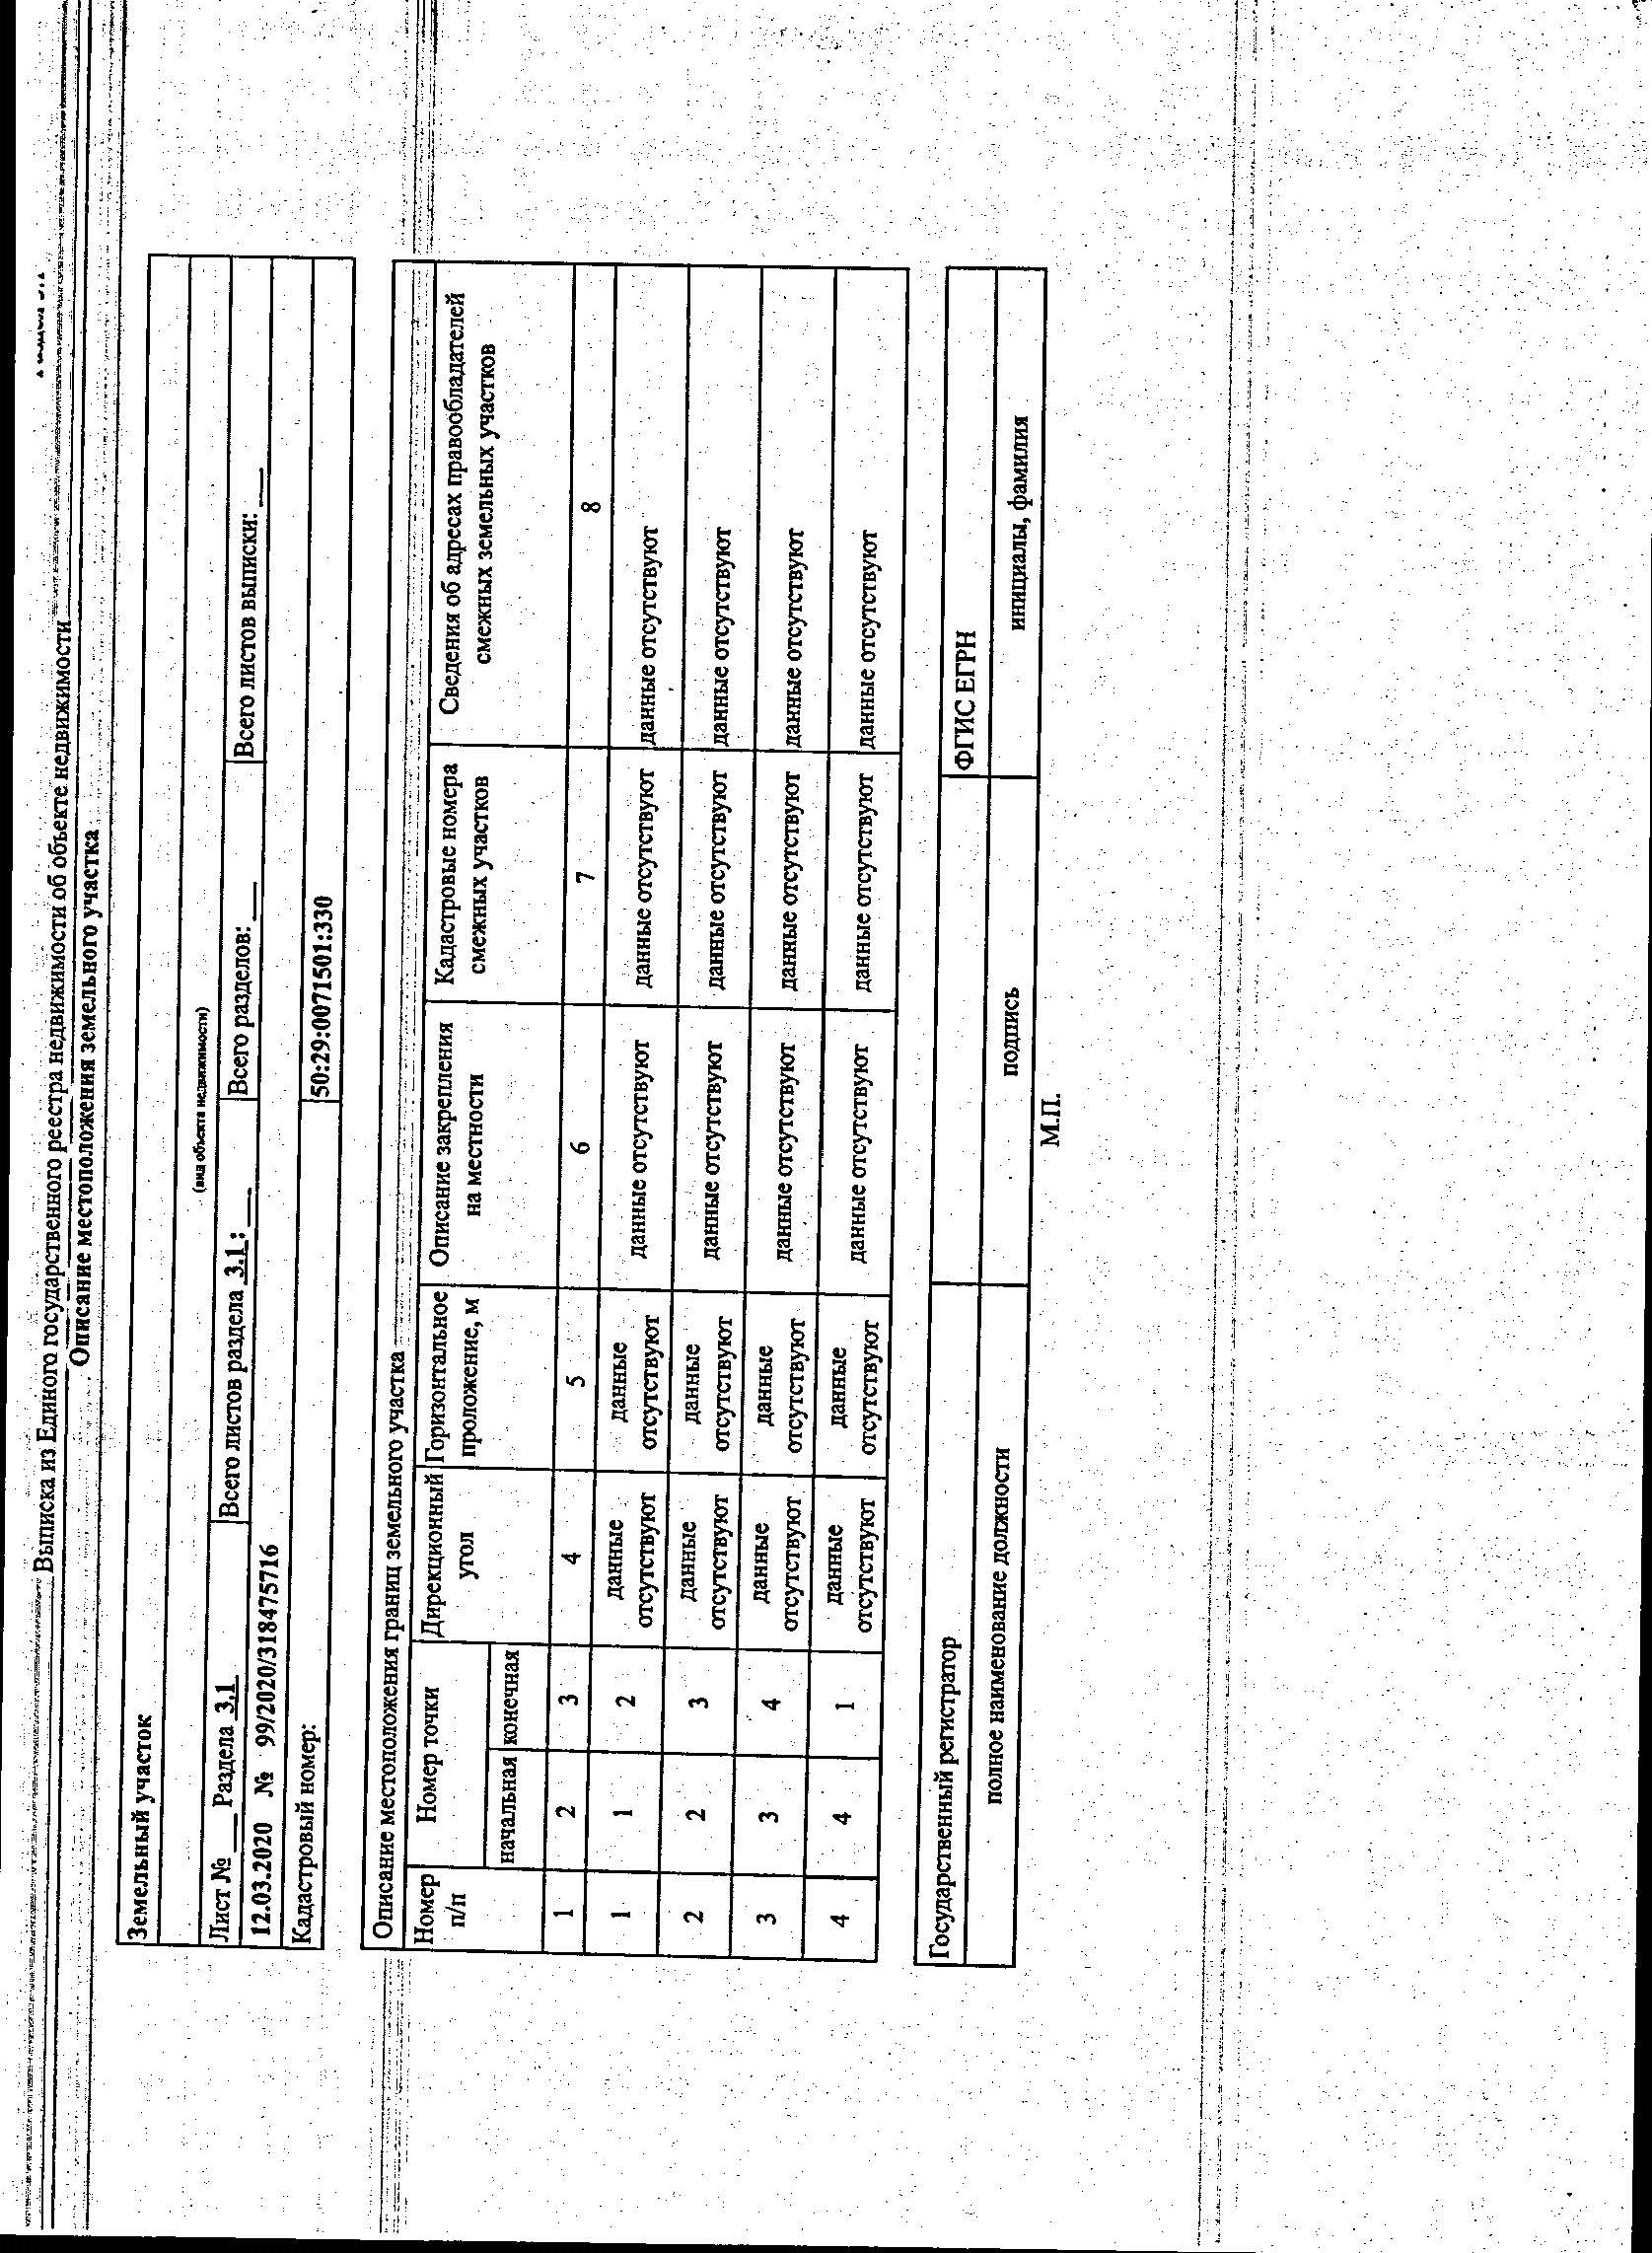 Выписка из Единого государственного реестра недвижимости об объекте недвижимости
Описание местоположения земельного участка
Земельный участок
(вид объекта недвижимости)
Лист № ___ Раздела 3.1 Всего листов раздела 3.1: ___ Всего разделов: ___ Всего листов выписки: ___
12.03.2020 № 99/2020/318475716
Кадастровый номер: 50:29:0071501:330
Описание местоположения границ земельного участка
Номер п/п Номер точки Дирекционный угол Горизонтальное проложение, м Описание закрепления на местности Кадастровые номера смежных участков Сведения об адресах правообладателей смежных земельных участков
начальная конечная
1 2 3 4 5 6 7 8
1 1 2 данные отсутствуют данные отсутствуют данные отсутствуют данные отсутствуют данные отсутствуют
2 2 3 данные отсутствуют данные отсутствуют данные отсутствуют данные отсутствуют данные отсутствуют
3 3 4 данные отсутствуют данные отсутствуют данные отсутствуют данные отсутствуют данные отсутствуют
4 4 1 данные отсутствуют данные отсутствуют данные отсутствуют данные отсутствуют данные отсутствуют
Государственный регистратор ФГИС ЕГРН
полное наименование должности подпись инициалы, фамилия
М.П.